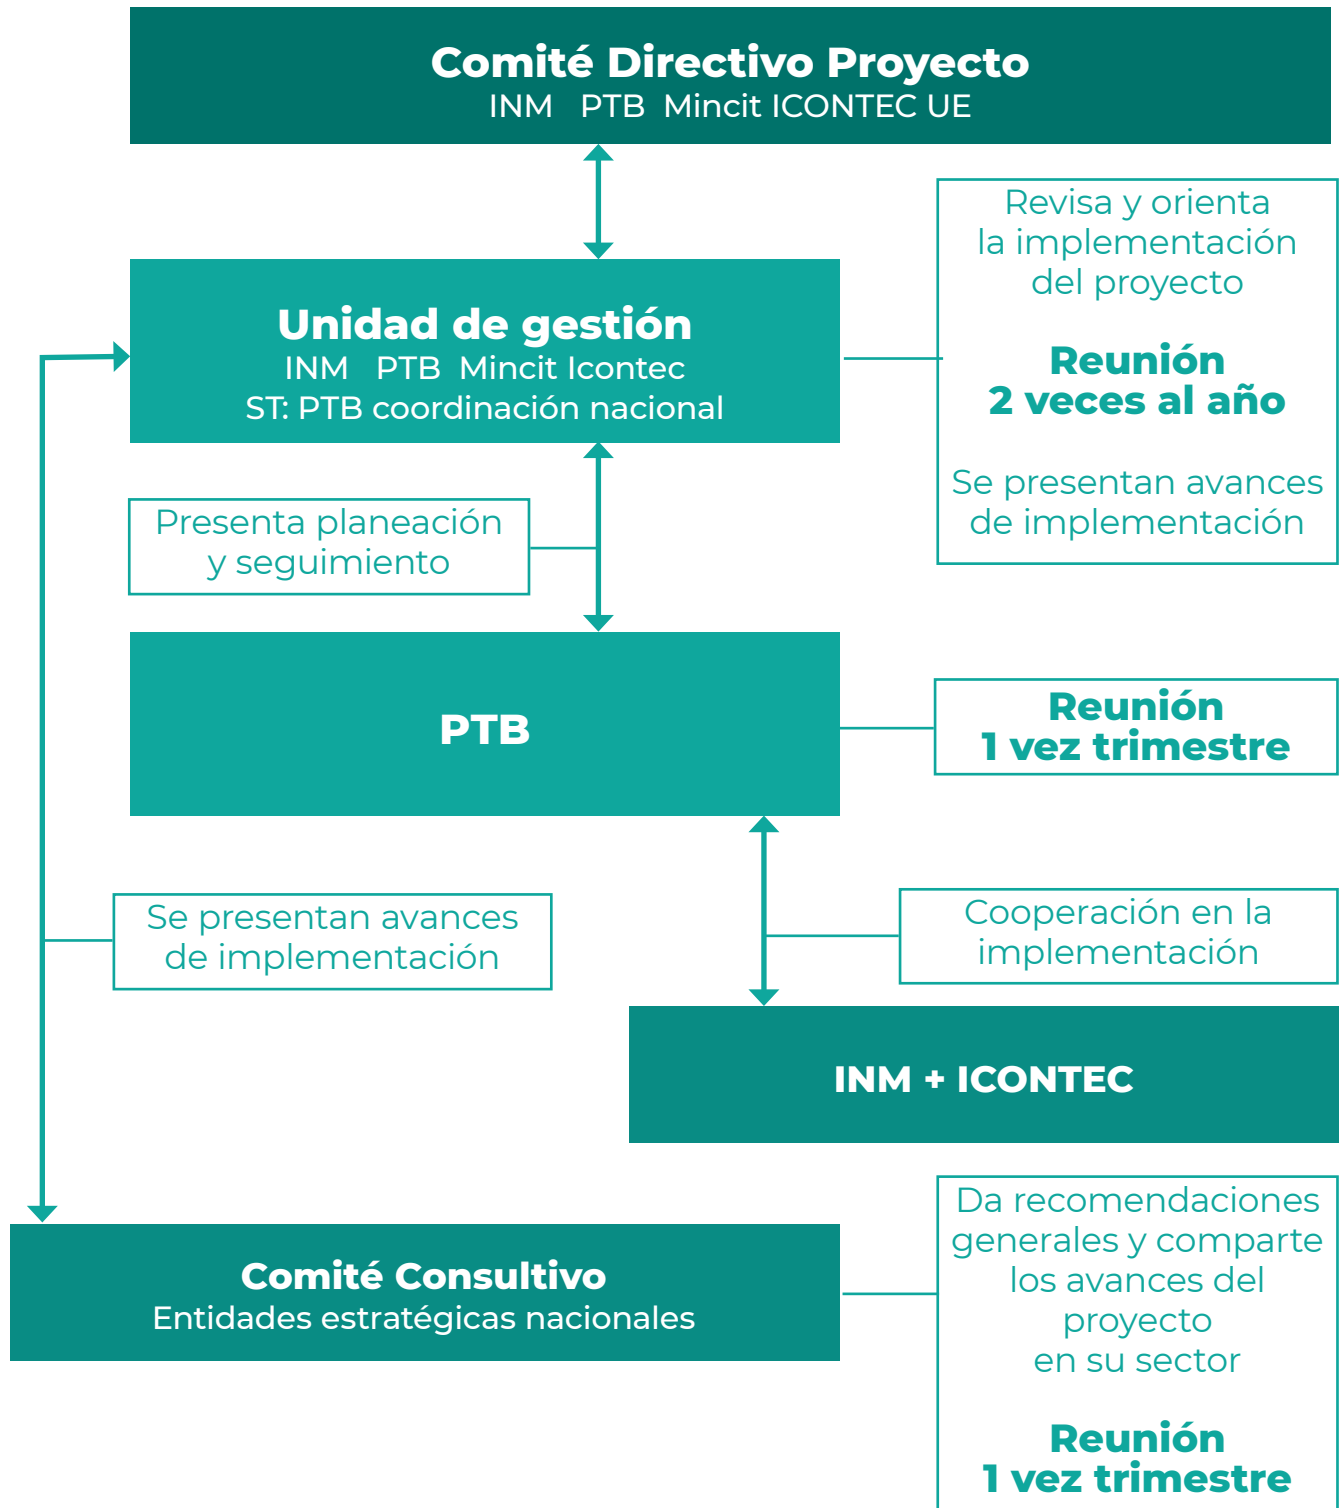 Comité Directivo Proyecto
INM PTB Mincit ICONTEC UE
Revisa y orienta
la implementación
del proyecto
Reunión
2 veces al año
Se presentan avances
de implementación
Unidad de gestión
INM PTB Mincit Icontec
ST: PTB coordinación nacional
Presenta planeación
y seguimiento
PTB
Reunión
1 vez trimestre
Se presentan avances
de implementación
Cooperación en la
implementación
INM + ICONTEC
Comité Consultivo
Entidades estratégicas nacionales
Da recomendaciones
generales y comparte
los avances del
proyecto
en su sector
Reunión
1 vez trimestre